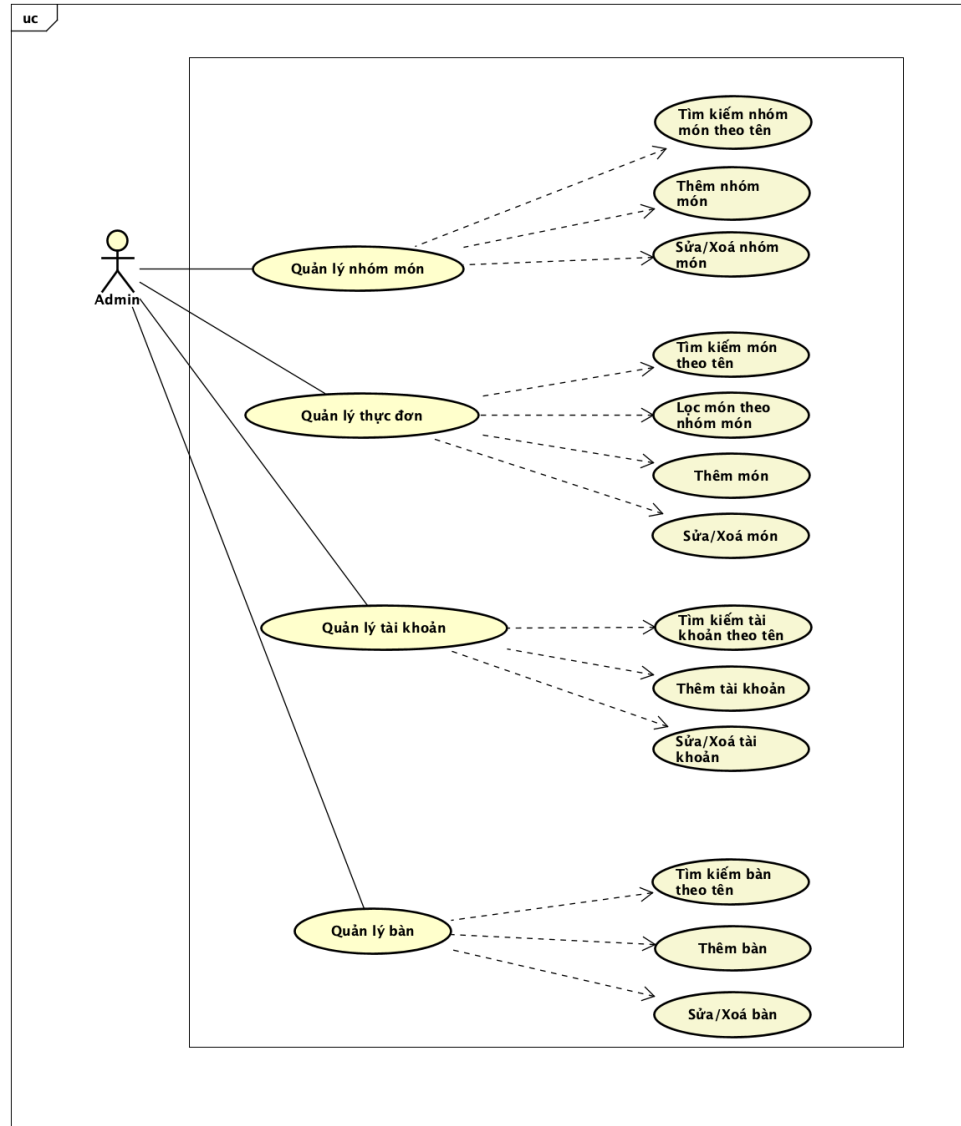 uc
Tìm kiếm nhóm
món theo tên
Thêm nhóm
món
Sửa/Xoá nhóm
món
Quản lý nhóm món
Admin
Tìm kiếm món
theo tên
Lọc món theo
nhóm món
Quản lý thực đơn
Thêm món
Sửa/Xoá món
Tìm kiếm tài
khoản theo tên
Quản lý tài khoản
Thêm tài khoản
Sửa/Xoá tài
khoản
Tìm kiếm bàn
theo tên
Quản lý bàn
Thêm bàn
Sửa/Xoá bàn